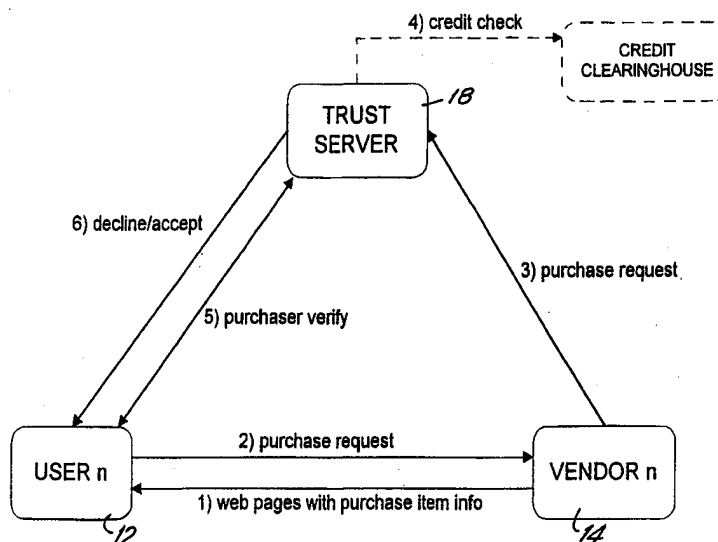 4) credit check
CREDIT
CLEARINGHOUSE
18
TRUST
SERVER
6) decline/accept
3) purchase request
5) purchaser verify
2) purchase request
USER n
VENDOR n
1) web pages with purchase item info
12
14